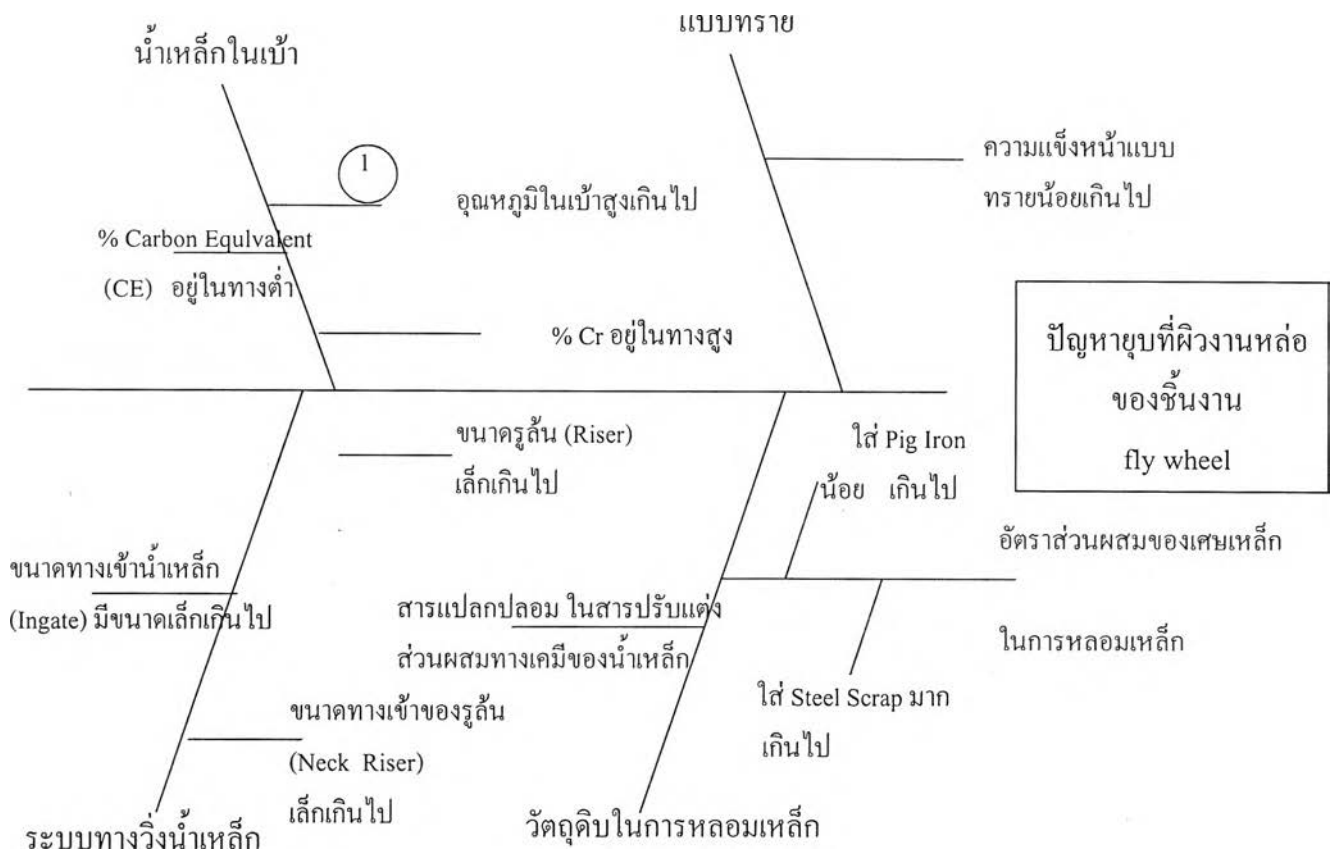 แบบทราย
น้ำเหล็กในเบ้า
1
ความแข็งหน้าแบบ
ทรายน้อยเกินไป
อุณหภูมิในเบ้าสูงเกินไป
% Carbon Equlvalent
(CE) อยู่ในทางต่ำ
% Cr อยู่ในทางสูง
ปัญหายุบที่ผิวงานหล่อ
ของชิ้นงาน
fly wheel
ขนาดรูล้น (Riser)
เล็กเกินไป
ใส่ Pig Iron
น้อย เกินไป
อัตราส่วนผสมของเศษเหล็ก
ในการหลอมเหล็ก
ขนาดทางเข้าน้ำเหล็ก
(Ingate) มีขนาดเล็กเกินไป
สารแปลกปลอม ในสารปรับแต่ง
ส่วนผสมทางเคมีของน้ำเหล็ก
ใส่ Steel Scrap มาก
เกินไป
ขนาดทางเข้าของรูล้น
(Neck Riser)
เล็กเกินไป
ระบบทางวิ่งน้ำเหล็ก
วัตถุดิบในการหลอมเหล็ก